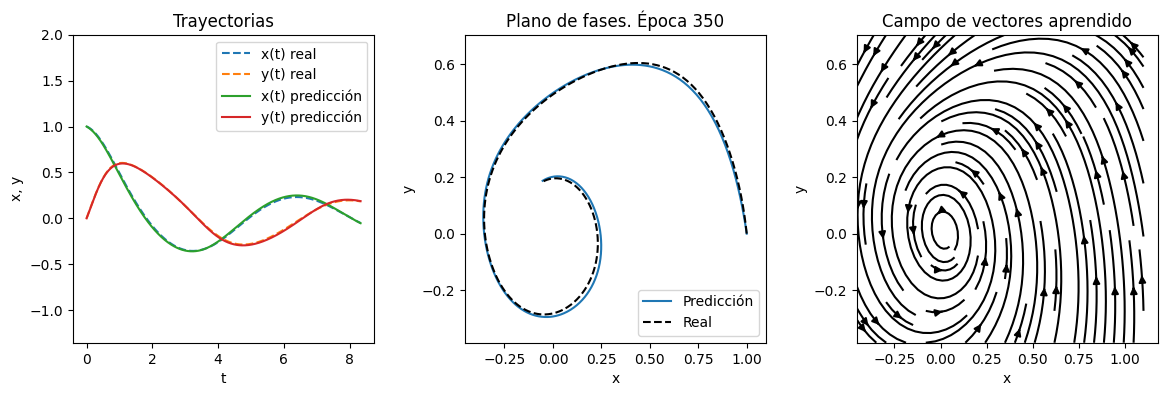 Trayectorias
2.0
1.5
1.0
0.5
0.0
−0.5
−1.0
x, y
x(t) real
y(t) real
x(t) predicción
y(t) predicción
0
2
4
6
8
t
Plano de fases. Época 350
0.6
0.4
0.2
0.0
−0.2
y
Predicción
Real
−0.25
0.00
0.25
0.50
0.75
1.00
x
Campo de vectores aprendido
0.6
0.4
0.2
0.0
−0.2
y
−0.25
0.00
0.25
0.50
0.75
1.00
x